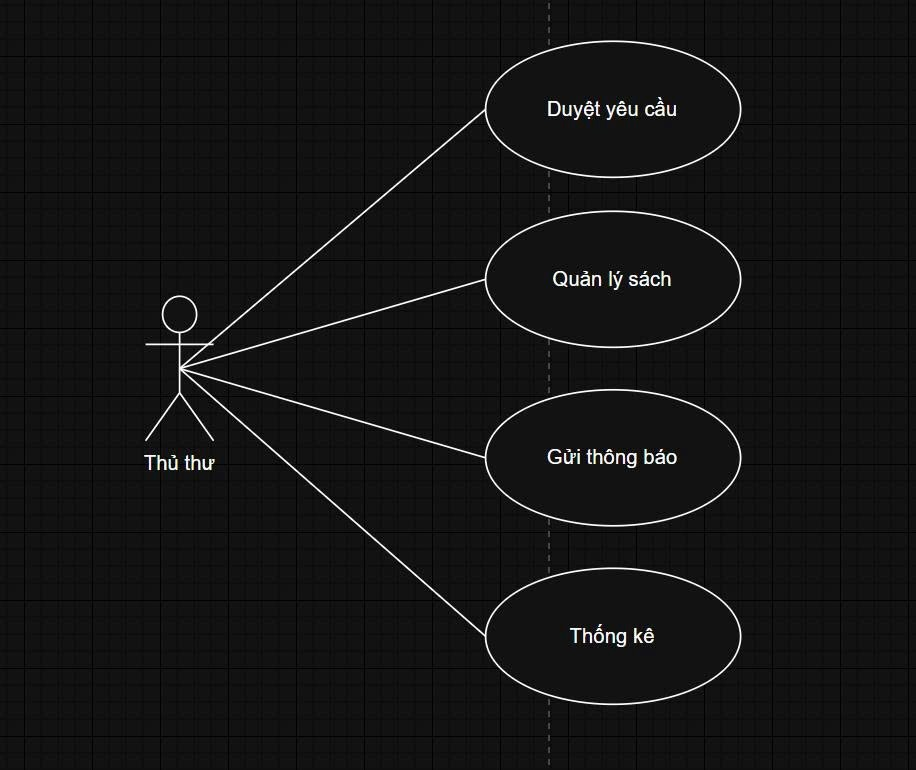 Duyệt yêu cầu
Quản lý sách
Thủ thư
Gửi thông báo
Thống kê